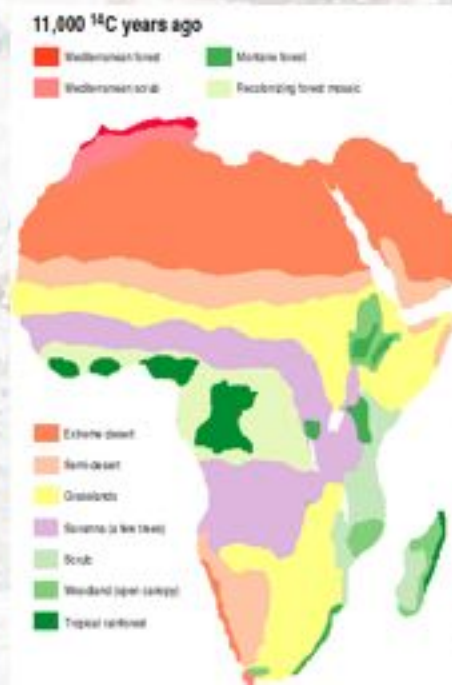 11,000 ¹⁴C years ago
Mediterranean forest
Montane forest
Mediterranean scrub
Recolonizing forest mosaic
Extreme desert
Semi-desert
Grasslands
Savanna (a few trees)
Scrub
Woodland (open canopy)
Tropical rainforest